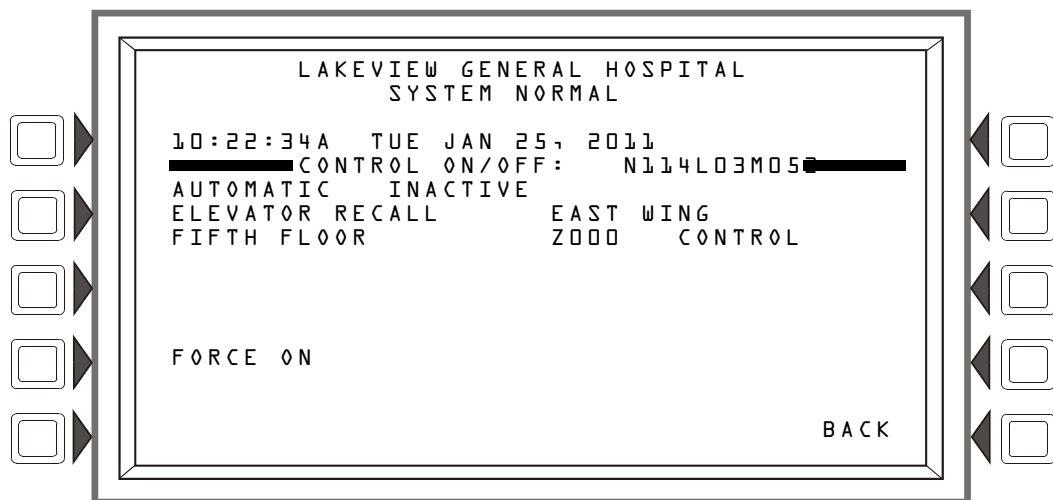 LAKEVIEW GENERAL HOSPITAL
SYSTEM NORMAL
10:22:34A TUE JAN 25, 2011
CONTROL ON/OFF: N114L03M052
AUTOMATIC INACTIVE
ELEVATOR RECALL EAST WING
FIFTH FLOOR Z000 CONTROL
FORCE ON
BACK